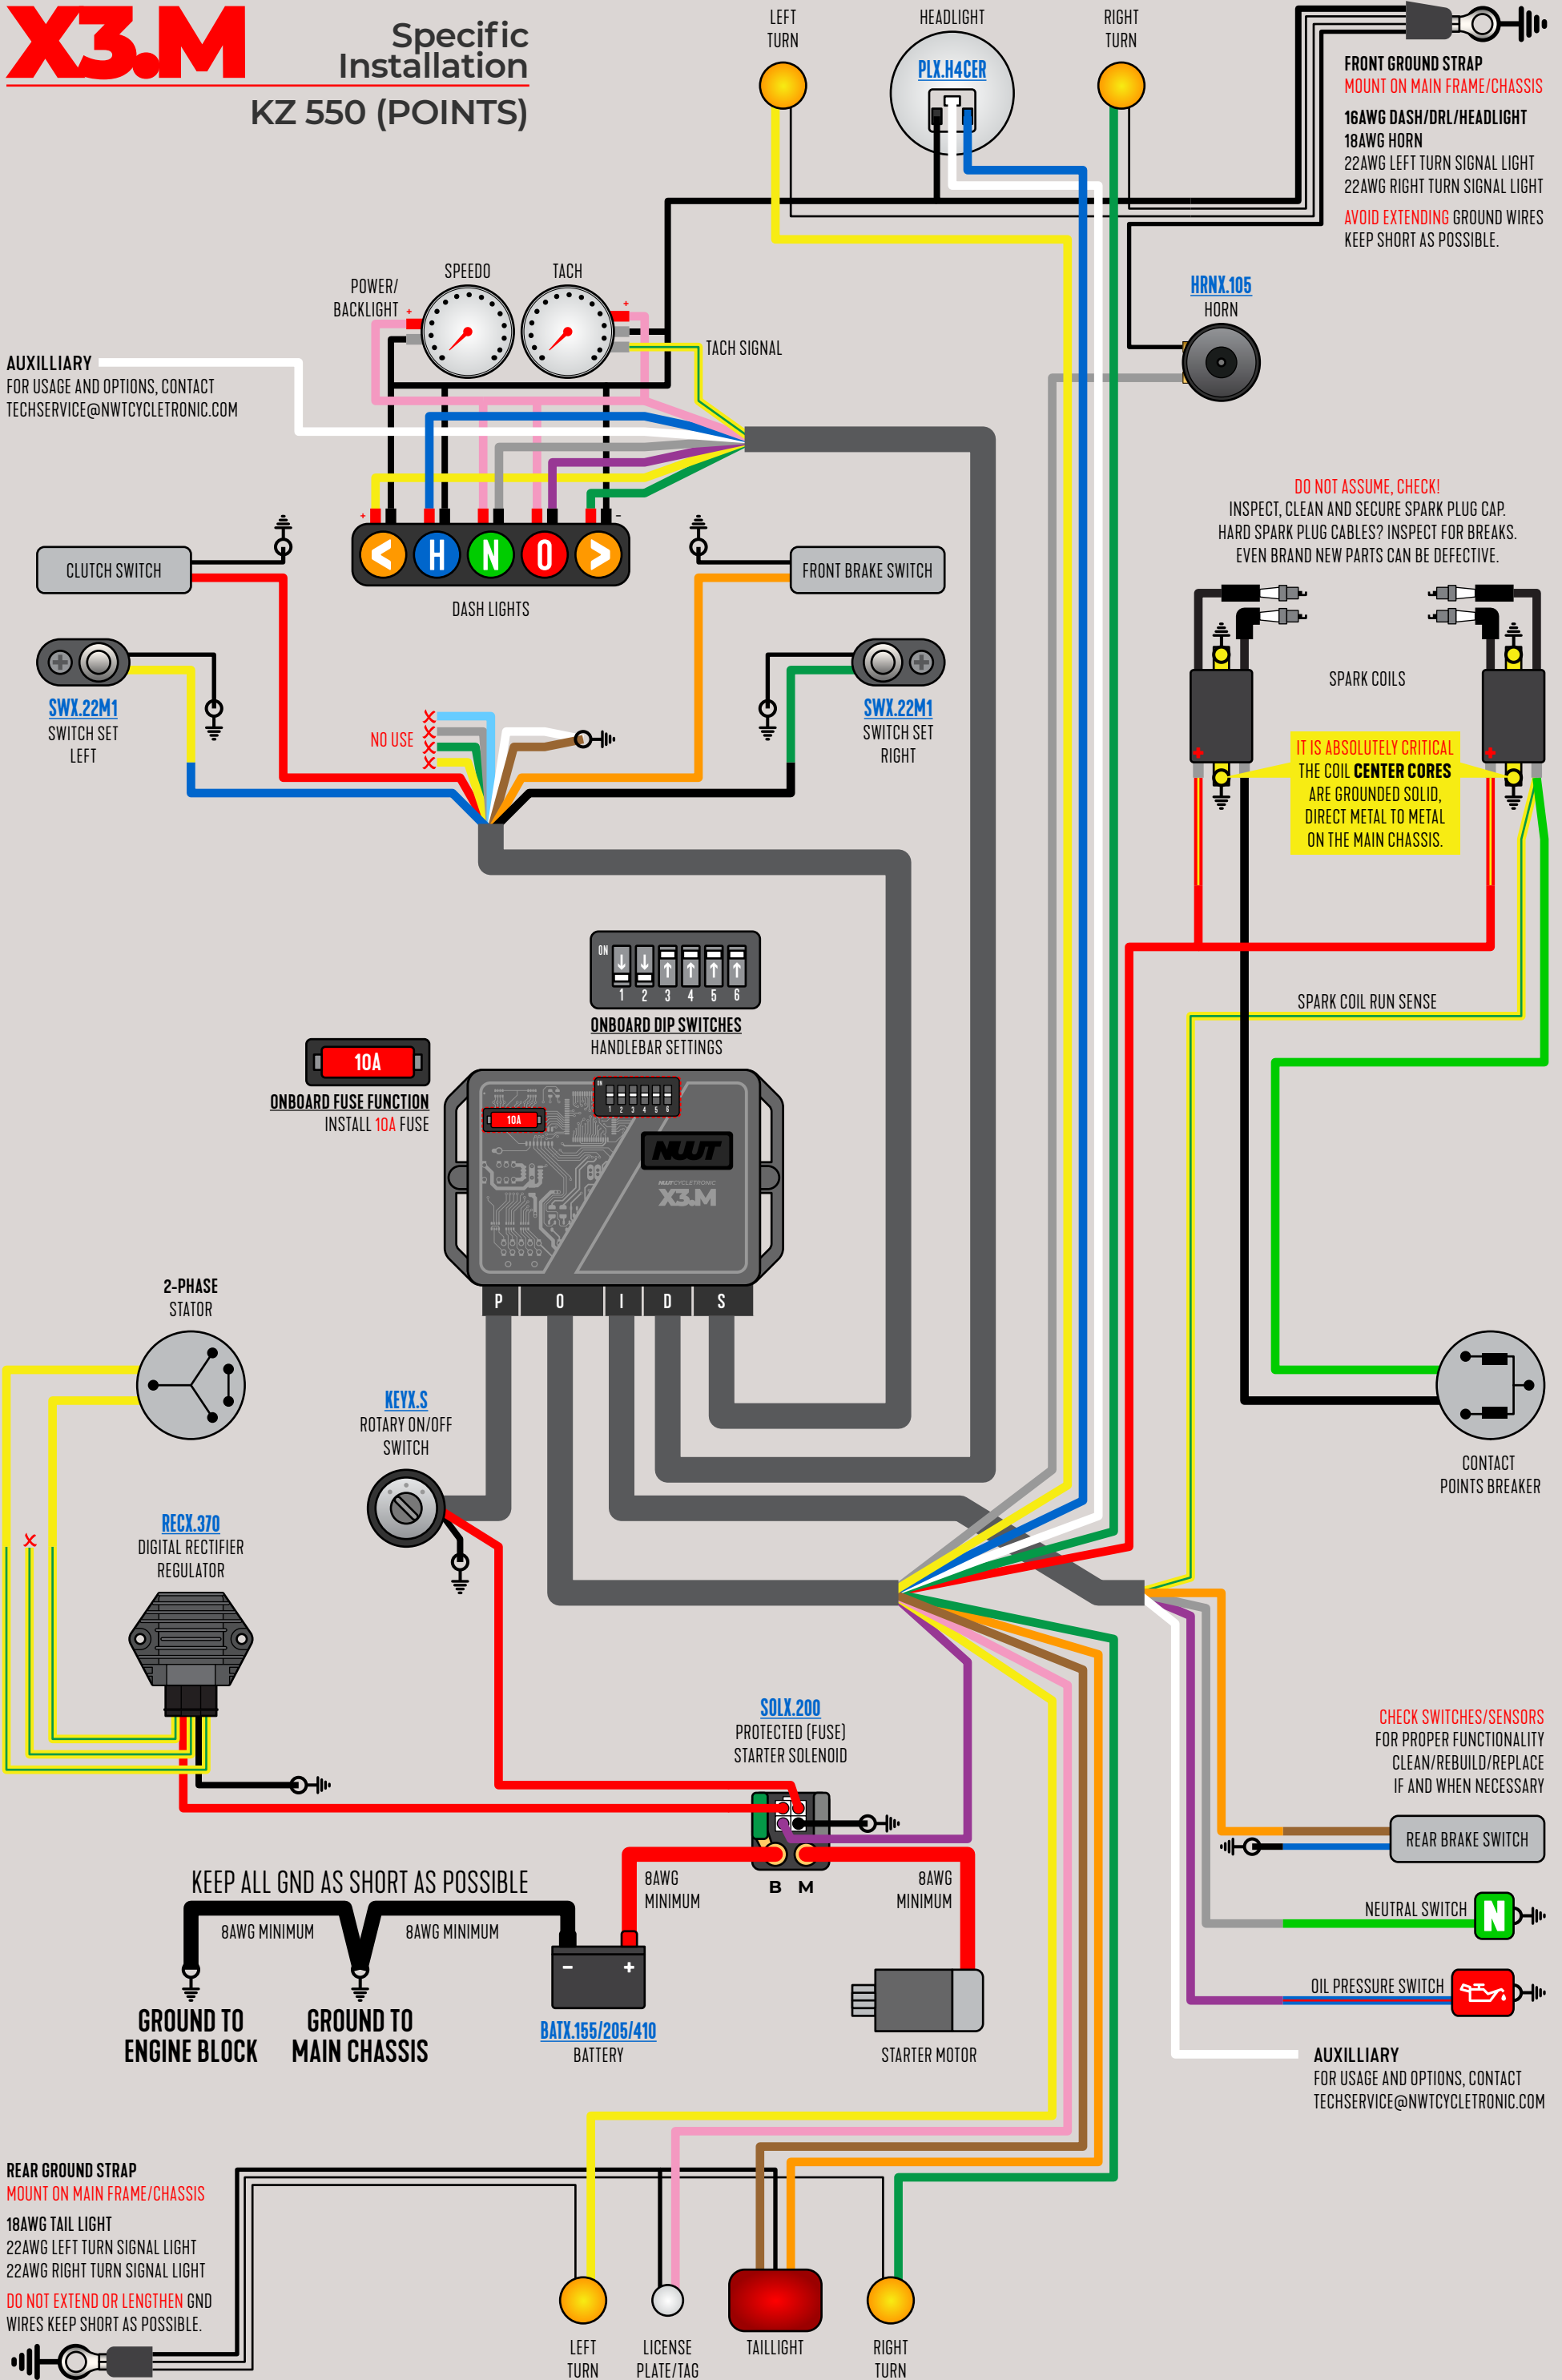 X3.M
Specific
Installation
KZ 550 (POINTS)
LEFT
TURN
HEADLIGHT
PLX.H4CER
RIGHT
TURN
FRONT GROUND STRAP
MOUNT ON MAIN FRAME/CHASSIS
16AWG DASH/DRL/HEADLIGHT
18AWG HORN
22AWG LEFT TURN SIGNAL LIGHT
22AWG RIGHT TURN SIGNAL LIGHT
AVOID EXTENDING GROUND WIRES
KEEP SHORT AS POSSIBLE.
POWER/
BACKLIGHT
SPEEDO
TACH
+
+
TACH SIGNAL
HRNX.105
HORN
AUXILLIARY
FOR USAGE AND OPTIONS, CONTACT
TECHSERVICE@NWTCYCLETRONIC.COM
+
-
< H N O >
DASH LIGHTS
CLUTCH SWITCH
FRONT BRAKE SWITCH
SWX.22M1
SWITCH SET
LEFT
SWX.22M1
SWITCH SET
RIGHT
X
X
X
X
NO USE
DO NOT ASSUME, CHECK!
INSPECT, CLEAN AND SECURE SPARK PLUG CAP.
HARD SPARK PLUG CABLES? INSPECT FOR BREAKS.
EVEN BRAND NEW PARTS CAN BE DEFECTIVE.
SPARK COILS
+
+
IT IS ABSOLUTELY CRITICAL
THE COIL CENTER CORES
ARE GROUNDED SOLID,
DIRECT METAL TO METAL
ON THE MAIN CHASSIS.
SPARK COIL RUN SENSE
ON
1 2 3 4 5 6
ONBOARD DIP SWITCHES
HANDLEBAR SETTINGS
10A
ONBOARD FUSE FUNCTION
INSTALL 10A FUSE
10A
ON
1 2 3 4 5 6
NWT
NWTCYCLETRONIC
X3.M
P O I D S
2-PHASE
STATOR
KEYX.S
ROTARY ON/OFF
SWITCH
CONTACT
POINTS BREAKER
X
RECX.370
DIGITAL RECTIFIER
REGULATOR
SOLX.200
PROTECTED (FUSE)
STARTER SOLENOID
B M
8AWG
MINIMUM
8AWG
MINIMUM
CHECK SWITCHES/SENSORS
FOR PROPER FUNCTIONALITY
CLEAN/REBUILD/REPLACE
IF AND WHEN NECESSARY
REAR BRAKE SWITCH
NEUTRAL SWITCH
N
OIL PRESSURE SWITCH
KEEP ALL GND AS SHORT AS POSSIBLE
8AWG MINIMUM
8AWG MINIMUM
GROUND TO
ENGINE BLOCK
GROUND TO
MAIN CHASSIS
- +
BATX.155/205/410
BATTERY
STARTER MOTOR
AUXILLIARY
FOR USAGE AND OPTIONS, CONTACT
TECHSERVICE@NWTCYCLETRONIC.COM
REAR GROUND STRAP
MOUNT ON MAIN FRAME/CHASSIS
18AWG TAIL LIGHT
22AWG LEFT TURN SIGNAL LIGHT
22AWG RIGHT TURN SIGNAL LIGHT
DO NOT EXTEND OR LENGTHEN GND
WIRES KEEP SHORT AS POSSIBLE.
LEFT
TURN
LICENSE
PLATE/TAG
TAILLIGHT
RIGHT
TURN